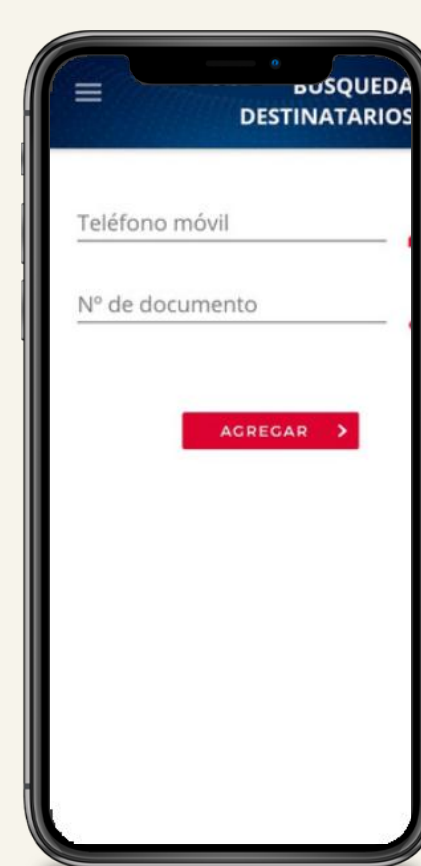 BUSQUEDA
DESTINATARIOS
Teléfono móvil
Nº de documento
AGREGAR